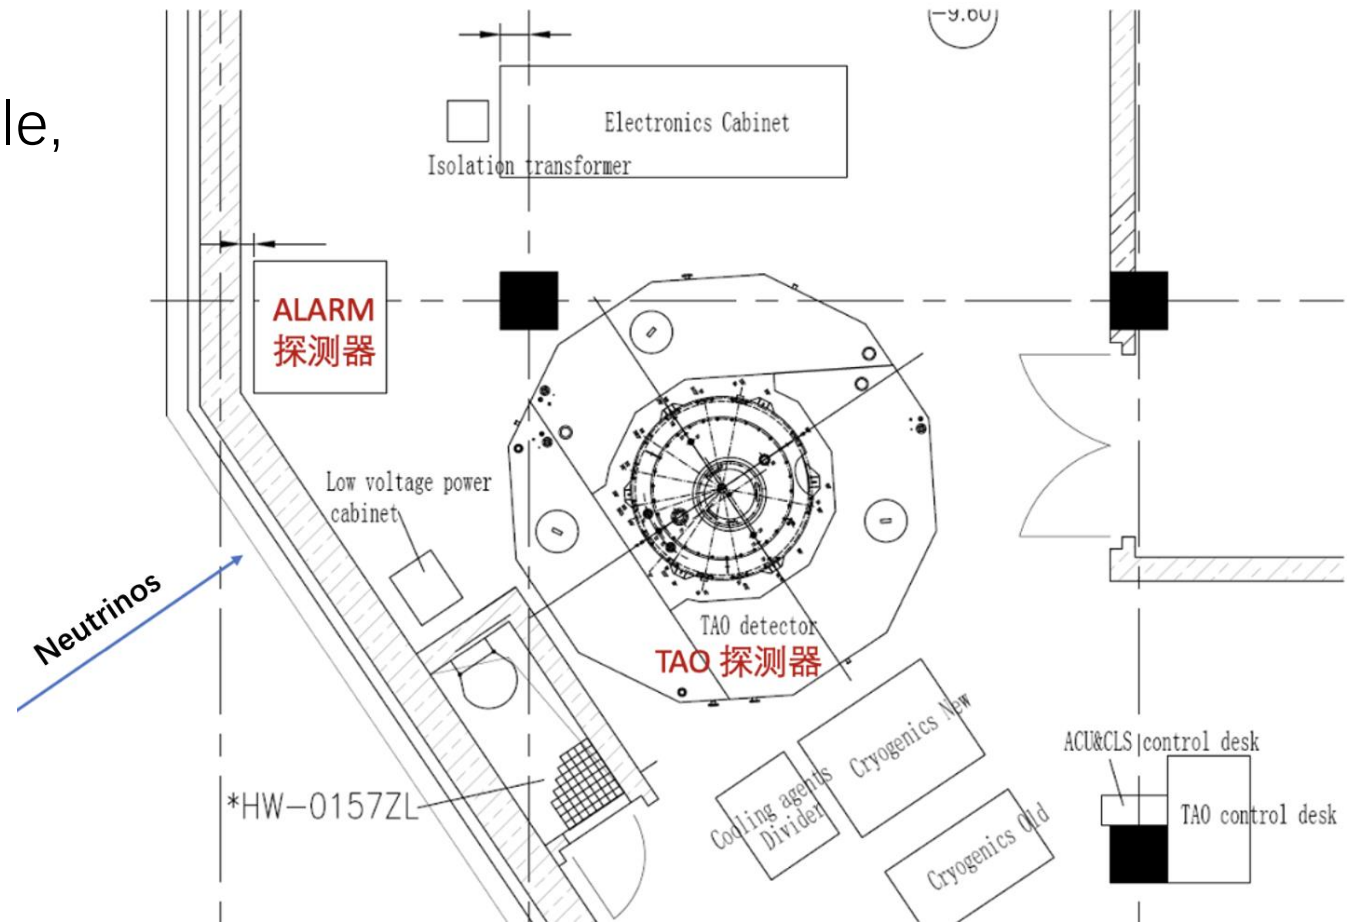 -9.60
le,
Electronics Cabinet
Isolation transformer
ALARM
探测器
Low voltage power
cabinet
Neutrinos
TAO detector
TAO 探测器
Cryogenics New
ACU&CLS control desk
Cooling agents
Divider
*HW-0157ZL
TAO control desk
Cryogenics Old